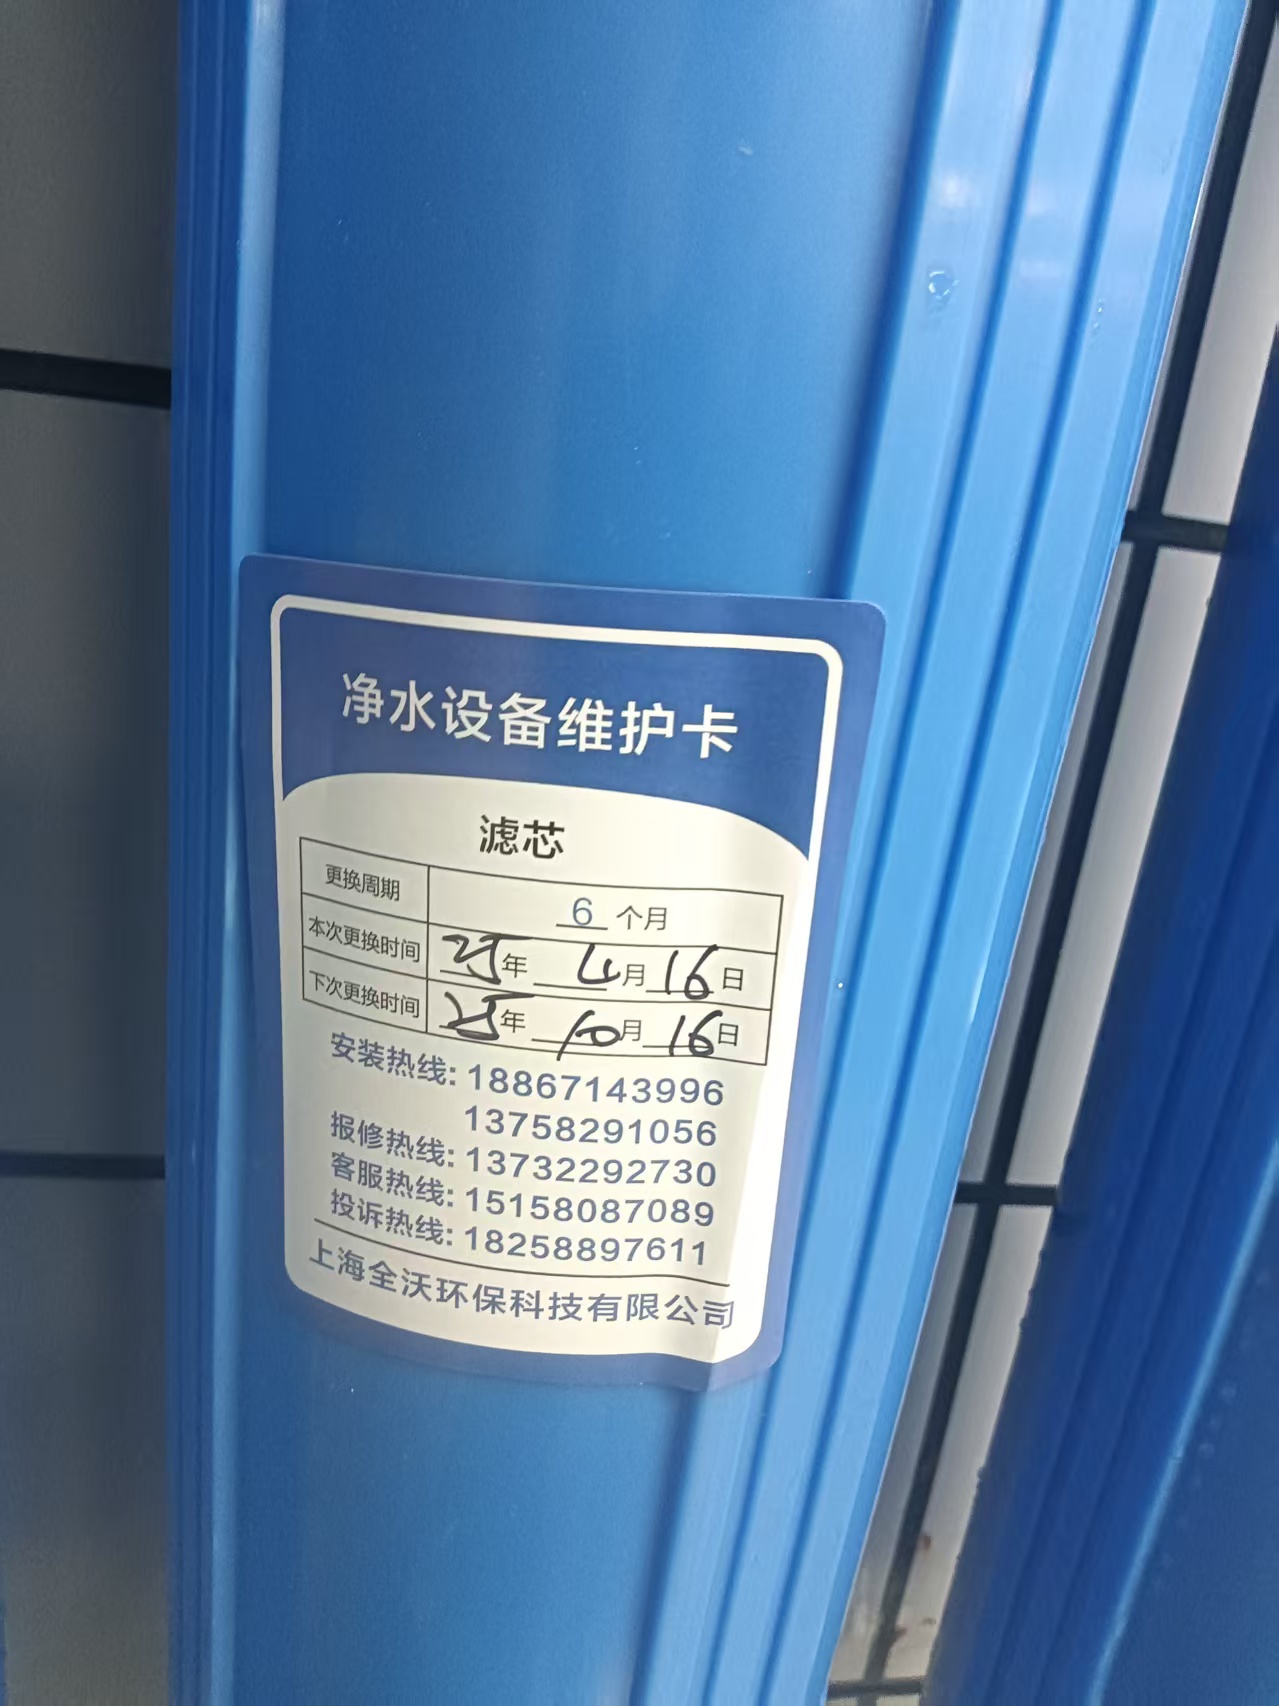 净水设备维护卡
滤芯
更换周期 6 个月
本次更换时间 25年 4月16日
下次更换时间 25年 10月16日
安装热线: 18867143996
13758291056
报修热线: 13732292730
客服热线: 15158087089
投诉热线: 18258897611
上海全沃环保科技有限公司